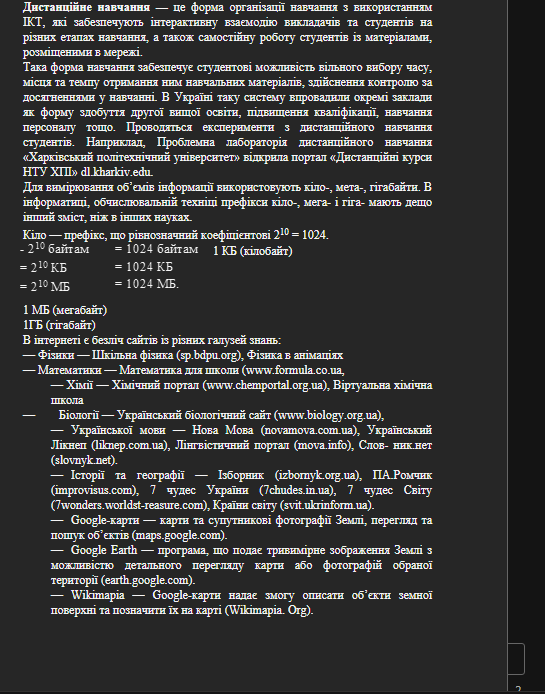 Дистанційне навчання — це форма організації навчання з використанням
ІКТ, які забезпечують інтерактивну взаємодію викладачів та студентів на
різних етапах навчання, а також самостійну роботу студентів із матеріалами,
розміщеними в мережі.
Така форма навчання забезпечує студентові можливість вільного вибору часу,
місця та темпу отримання ним навчальних матеріалів, здійснення контролю за
досягненнями у навчанні. В Україні таку систему впровадили окремі заклади
як форму здобуття другої вищої освіти, підвищення кваліфікації, навчання
персоналу тощо. Проводяться експерименти з дистанційного навчання
студентів. Наприклад, Проблемна лабораторія дистанційного навчання
«Харківський політехнічний університет» відкрила портал «Дистанційні курси
НТУ ХПІ» dl.kharkiv.edu.
Для вимірювання об’ємів інформації використовують кіло-, мета-, гігабайти. В
інформатиці, обчислювальній техніці префікси кіло-, мега- і гіга- мають дещо
інший зміст, ніж в інших науках.
Кіло — префікс, що рівнозначний коефіцієнтові 2¹⁰ = 1024.
- 2¹⁰ байтам = 1024 байтам 1 КБ (кілобайт)
= 2¹⁰ КБ = 1024 КБ
= 2¹⁰ МБ = 1024 МБ.
1 МБ (мегабайт)
1ГБ (гігабайт)
В інтернеті є безліч сайтів із різних галузей знань:
— Фізики — Шкільна фізика (sp.bdpu.org), Фізика в анімаціях
— Математики — Математика для школи (www.formula.co.ua,
— Хімії — Хімічний портал (www.chemportal.org.ua), Віртуальна хімічна
школа
— Біології — Український біологічний сайт (www.biology.org.ua),
— Української мови — Нова Мова (novamova.com.ua), Український
Лікнеп (liknep.com.ua), Лінгвістичний портал (mova.info), Слов- ник.нет
(slovnyk.net).
— Історії та географії — Ізборник (izbornyk.org.ua), ПА.Ромчик
(improvisus.com), 7 чудес України (7chudes.in.ua), 7 чудес Світу
(7wonders.worldst-reasure.com), Країни світу (svit.ukrinform.ua).
— Google-карти — карти та супутникові фотографії Землі, перегляд та
пошук об’єктів (maps.google.com).
— Google Earth — програма, що подає тривимірне зображення Землі з
можливістю детального перегляду карти або фотографій обраної
території (earth.google.com).
— Wikimapia — Google-карти надає змогу описати об’єкти земної
поверхні та позначити їх на карті (Wikimapia. Org).